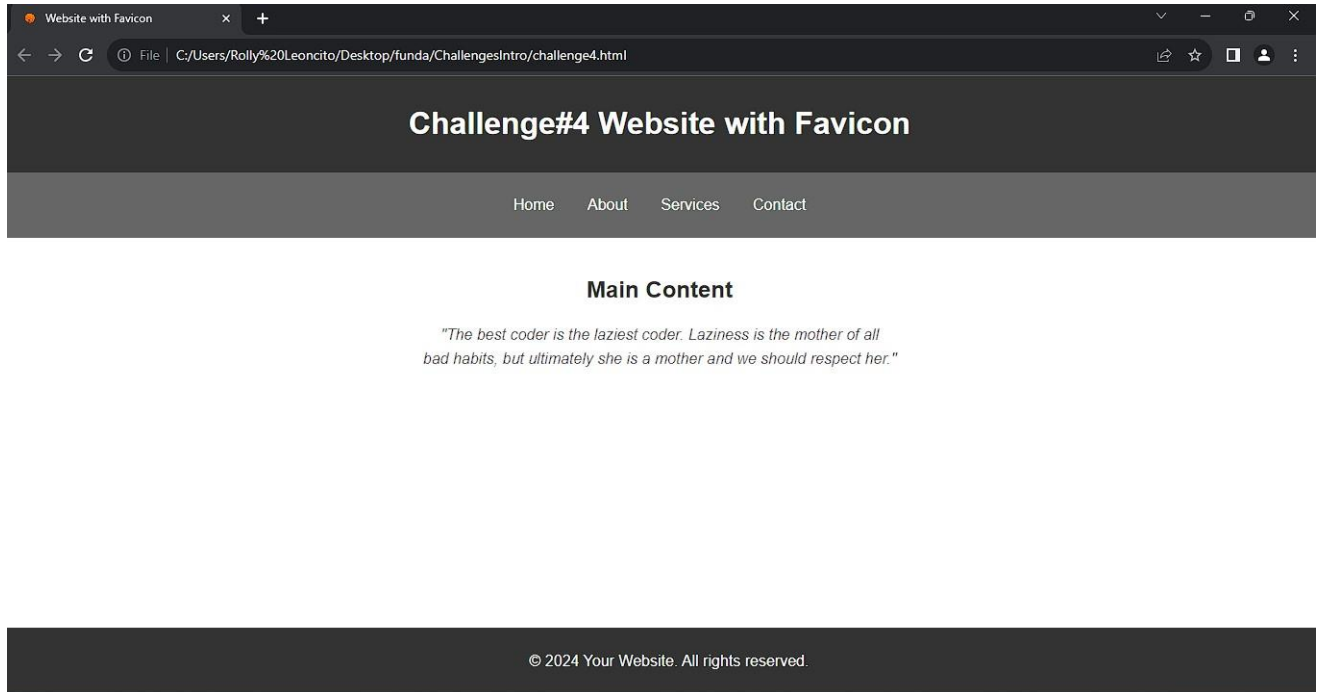 Website with Favicon
File C:/Users/Rolly%20Leoncito/Desktop/funda/ChallengesIntro/challenge4.html
Challenge#4 Website with Favicon
Home About Services Contact
Main Content
"The best coder is the laziest coder. Laziness is the mother of all
bad habits, but ultimately she is a mother and we should respect her."
© 2024 Your Website. All rights reserved.